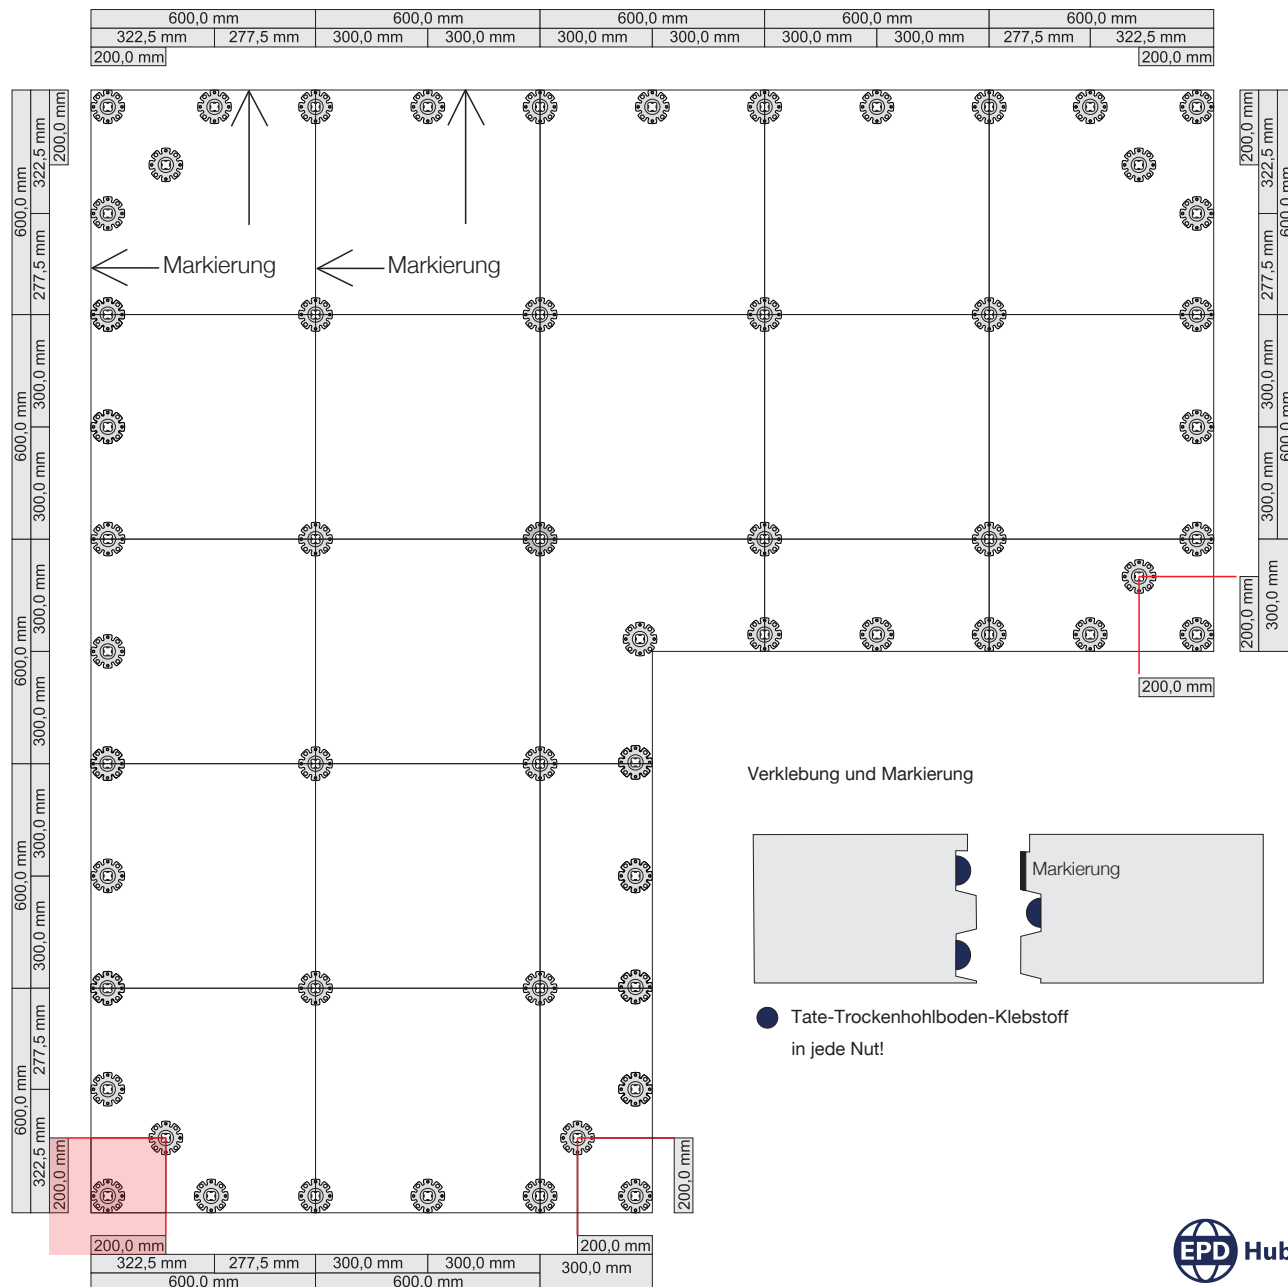 600,0 mm 600,0 mm 600,0 mm 600,0 mm 600,0 mm
322,5 mm 277,5 mm 300,0 mm 300,0 mm 300,0 mm 300,0 mm 300,0 mm 300,0 mm 277,5 mm 322,5 mm
200,0 mm 200,0 mm
600,0 mm
600,0 mm
600,0 mm
600,0 mm
600,0 mm
322,5 mm
277,5 mm
300,0 mm
300,0 mm
300,0 mm
300,0 mm
300,0 mm
300,0 mm
277,5 mm
322,5 mm
200,0 mm
200,0 mm
Markierung Markierung
200,0 mm
322,5 mm
277,5 mm
300,0 mm
300,0 mm
600,0 mm
600,0 mm
200,0 mm
300,0 mm
200,0 mm
Verklebung und Markierung
Markierung
Tate-Trockenhohlboden-Klebstoff
in jede Nut!
200,0 mm
200,0 mm 200,0 mm
322,5 mm 277,5 mm 300,0 mm 300,0 mm 300,0 mm
600,0 mm 600,0 mm
EPD Hub